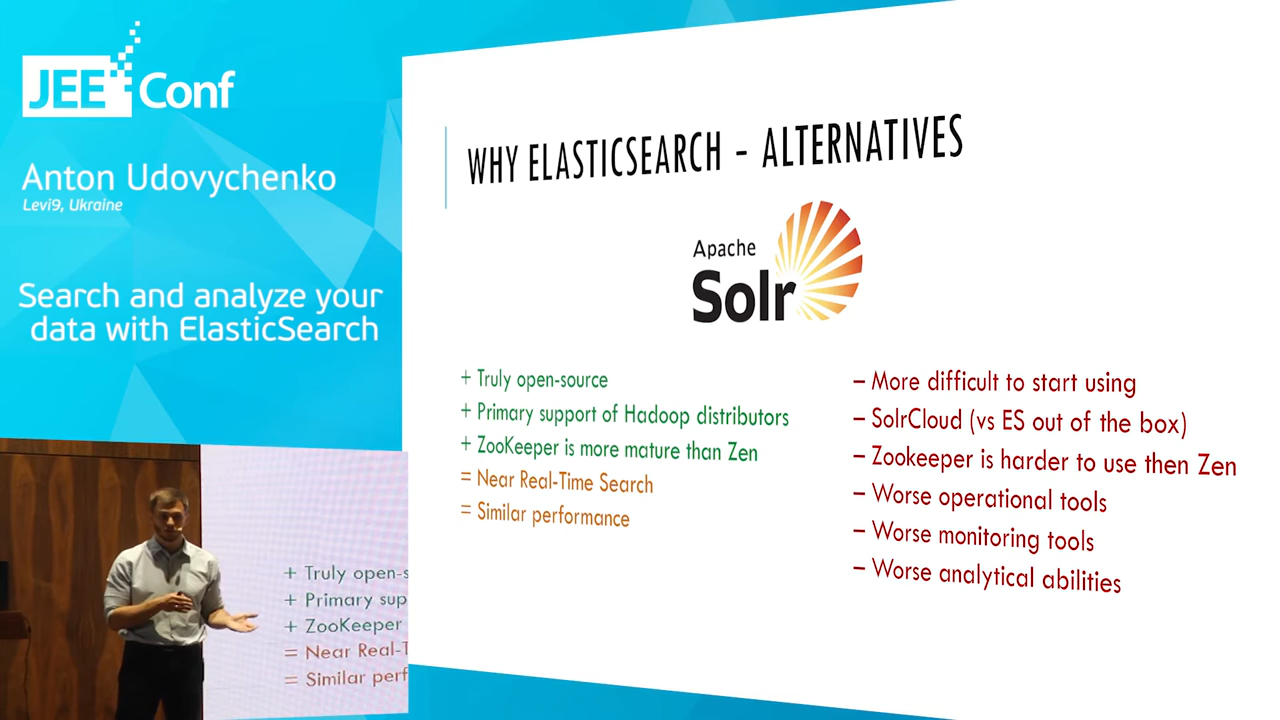 JEE Conf
Anton Udovychenko
Levi9, Ukraine
Search and analyze your
data with ElasticSearch
WHY ELASTICSEARCH - ALTERNATIVES
Apache
Solr
+ Truly open-source
+ Primary support of Hadoop distributors
+ ZooKeeper is more mature than Zen
= Near Real-Time Search
= Similar performance
– More difficult to start using
– SolrCloud (vs ES out of the box)
– Zookeeper is harder to use then Zen
– Worse operational tools
– Worse monitoring tools
– Worse analytical abilities
+ Truly open-s
+ Primary sup
+ ZooKeeper
= Near Real-T
= Similar perf